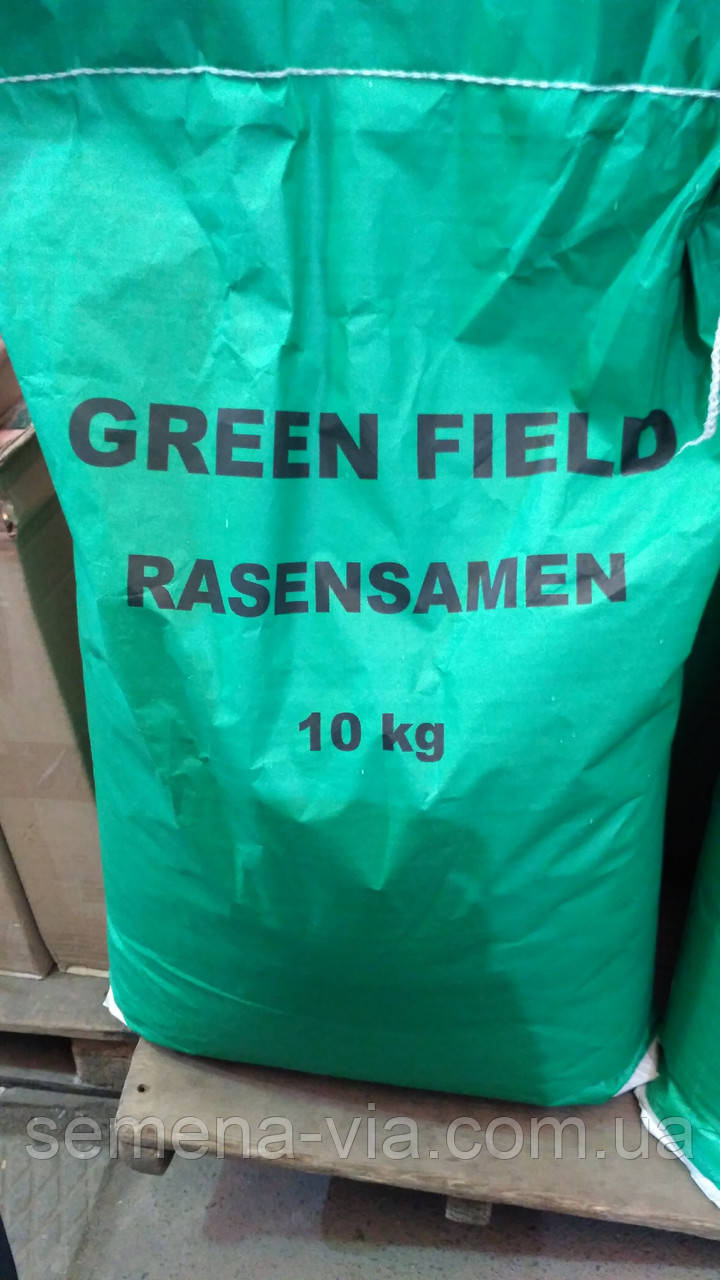 GREEN FIELD
RASENSAMEN
10 kg
semena-via.com.ua